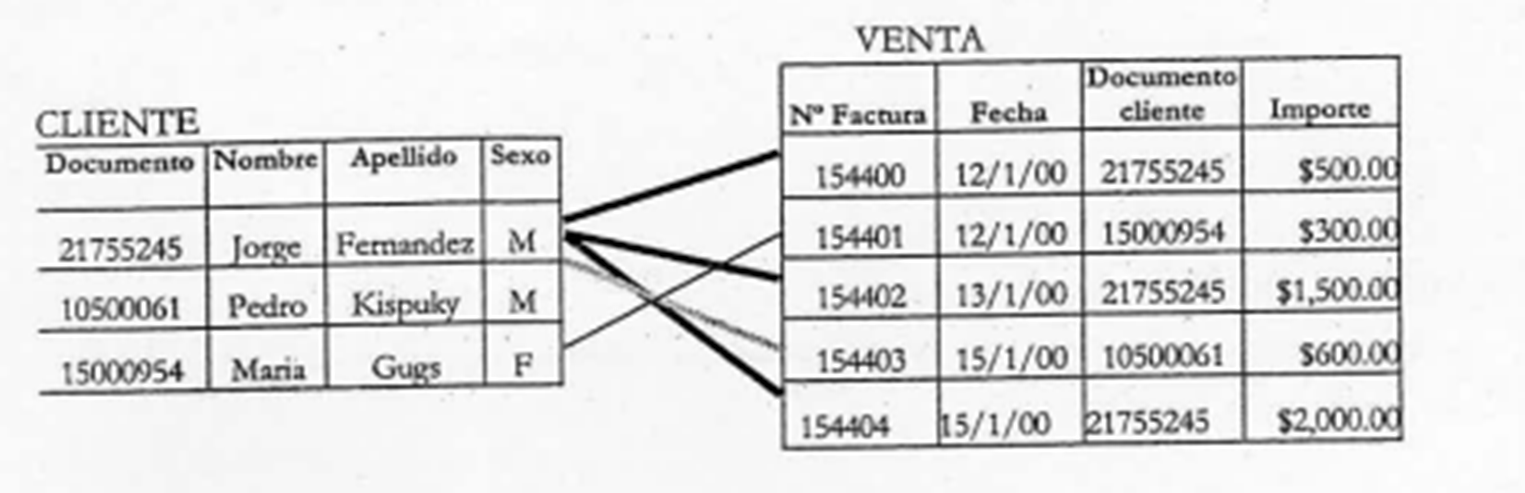 CLIENTE
Documento Nombre Apellido Sexo
21755245 Jorge Fernandez M
10500061 Pedro Kispuky M
15000954 Maria Gugs F
VENTA
Nº Factura Fecha Documento cliente Importe
154400 12/1/00 21755245 $500.00
154401 12/1/00 15000954 $300.00
154402 13/1/00 21755245 $1,500.00
154403 15/1/00 10500061 $600.00
154404 15/1/00 21755245 $2,000.00